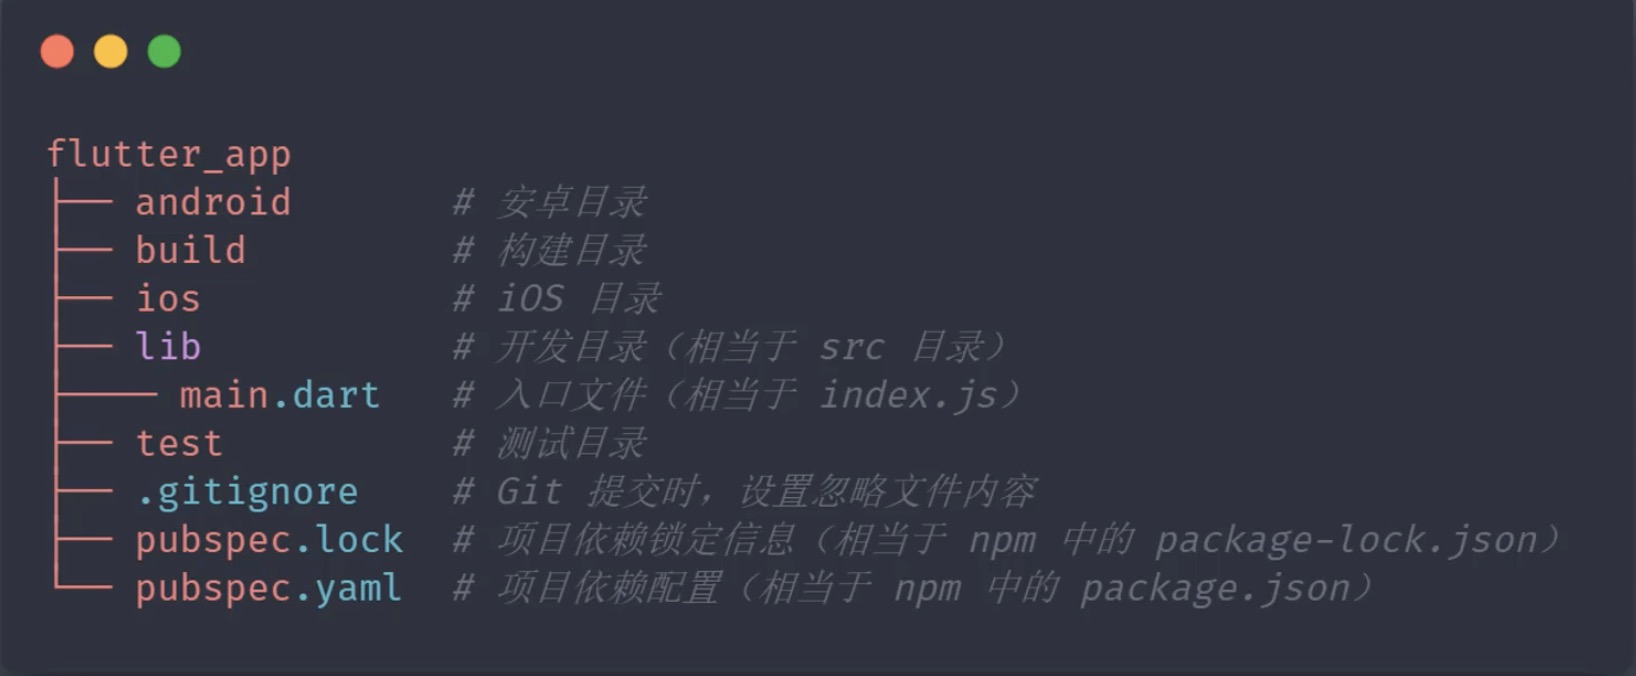 flutter_app
├── android # 安卓目录
├── build # 构建目录
├── ios # iOS 目录
├── lib # 开发目录（相当于 src 目录）
├──── main.dart # 入口文件（相当于 index.js）
├── test # 测试目录
├── .gitignore # Git 提交时，设置忽略文件内容
├── pubspec.lock # 项目依赖锁定信息（相当于 npm 中的 package-lock.json）
└── pubspec.yaml # 项目依赖配置（相当于 npm 中的 package.json）